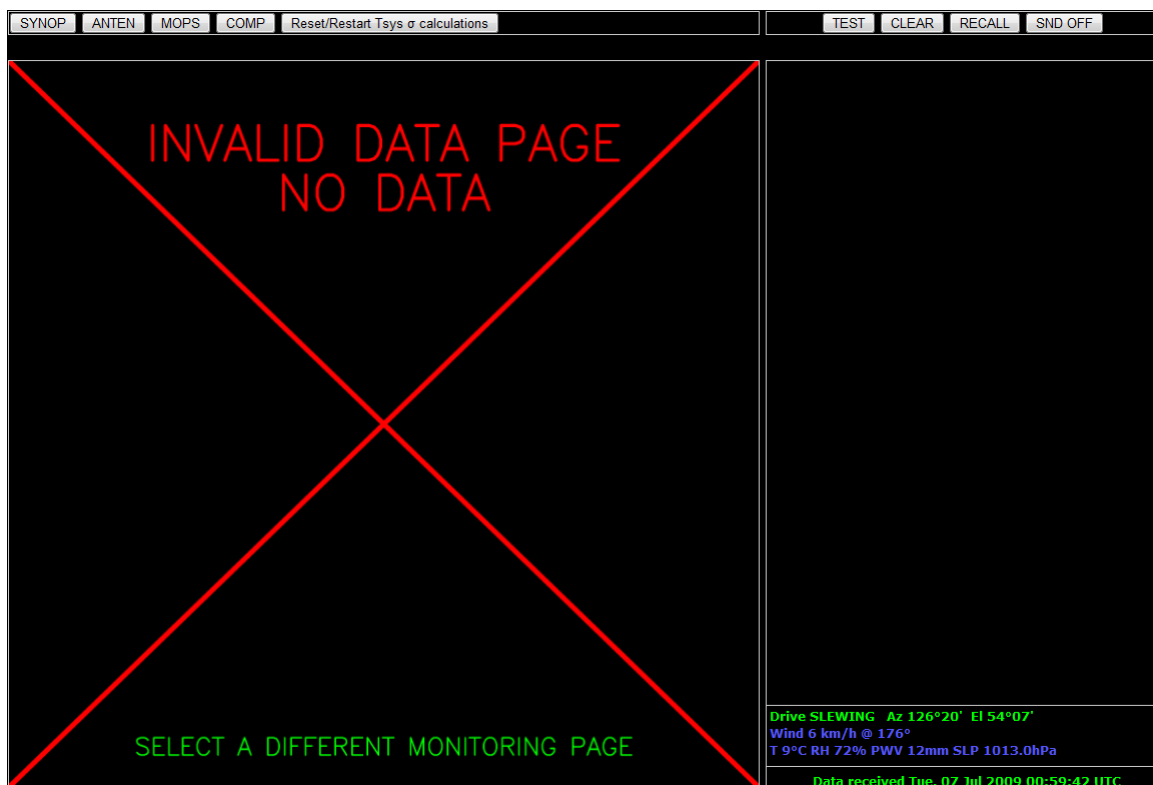 SYNOP ANTEN MOPS COMP Reset/Restart Tsys σ calculations TEST CLEAR RECALL SND OFF
INVALID DATA PAGE
NO DATA
SELECT A DIFFERENT MONITORING PAGE
Drive SLEWING Az 126°20' El 54°07'
Wind 6 km/h @ 176°
T 9°C RH 72% PWV 12mm SLP 1013.0hPa
Data received Tue, 07 Jul 2009 00:59:42 UTC